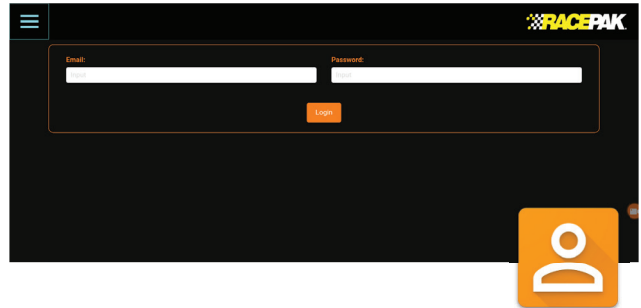 RACEPAK
Email:
Password:
Input
Input
Login